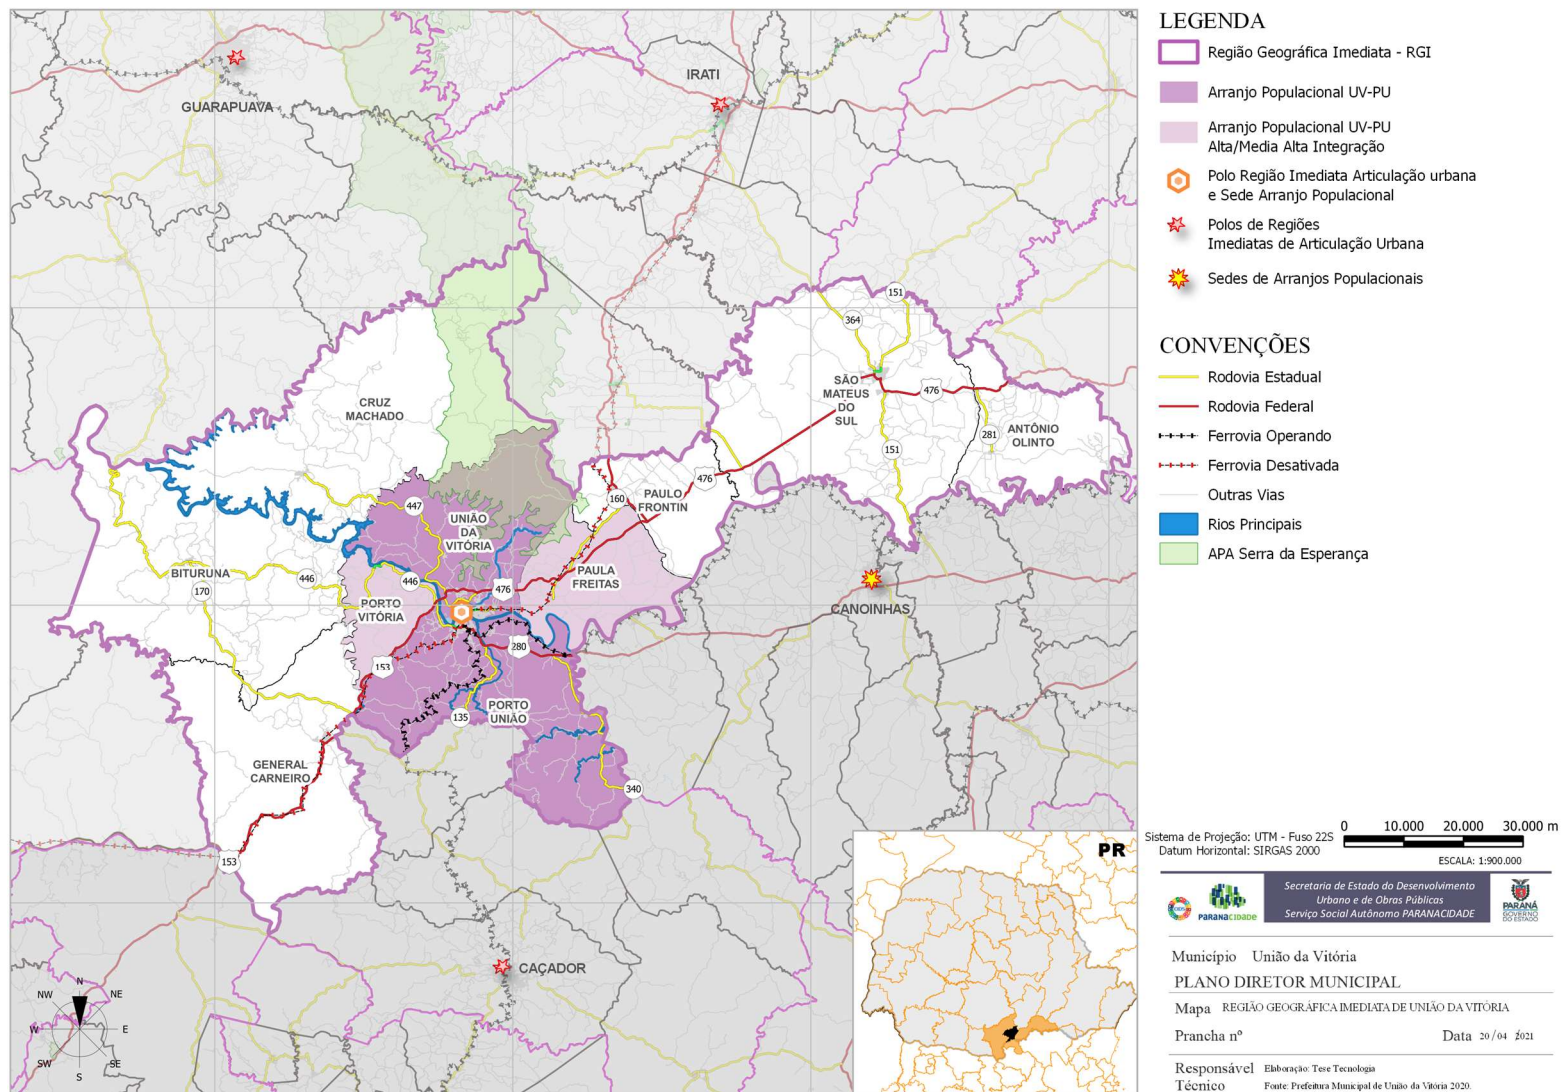 GUARAPUAVA
IRATI
151
364
SÃO
MATEUS
DO
SUL
476
CRUZ
MACHADO
281
ANTÔNIO
OLINTO
151
476
160
PAULO
FRONTIN
447
UNIÃO
DA
VITÓRIA
BITURUNA
446
446
170
476
PAULA
FREITAS
PORTO
VITÓRIA
CANOINHAS
280
153
135
PORTO
UNIÃO
GENERAL
CARNEIRO
340
153
CAÇADOR
N
NE
E
SE
S
SW
W
NW
PR
LEGENDA
Região Geográfica Imediata - RGI
Arranjo Populacional UV-PU
Arranjo Populacional UV-PU
Alta/Media Alta Integração
Polo Região Imediata Articulação urbana
e Sede Arranjo Populacional
Polos de Regiões
Imediatas de Articulação Urbana
Sedes de Arranjos Populacionais
CONVENÇÕES
Rodovia Estadual
Rodovia Federal
Ferrovia Operando
Ferrovia Desativada
Outras Vias
Rios Principais
APA Serra da Esperança
Sistema de Projeção: UTM - Fuso 22S
Datum Horizontal: SIRGAS 2000
0 10.000 20.000 30.000 m
ESCALA: 1:900.000
PARANACIDADE
Secretaria de Estado do Desenvolvimento
Urbano e de Obras Públicas
Serviço Social Autônomo PARANACIDADE
PARANÁ
GOVERNO
DO ESTADO
Município União da Vitória
PLANO DIRETOR MUNICIPAL
Mapa REGIÃO GEOGRÁFICA IMEDIATA DE UNIÃO DA VITÓRIA
Prancha nº Data 20/04/2021
Responsável Elaboração: Tese Tecnologia
Técnico Fonte: Prefeitura Municipal de União da Vitória 2020.